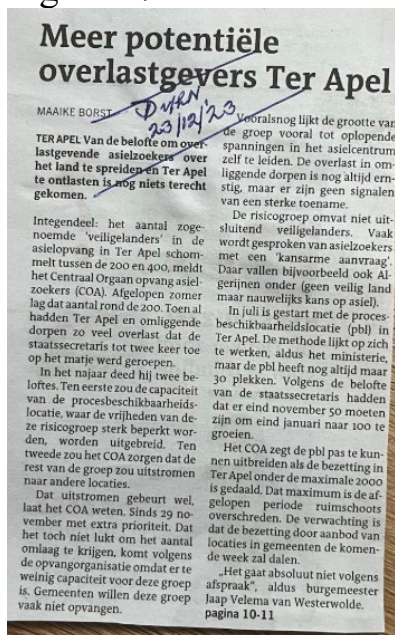 Meer potentiële
overlastgevers Ter Apel
MAAIKE BORST
DvhN
23/12/'23
TER APEL Van de belofte om over-
lastgevende asielzoekers over
het land te spreiden en Ter Apel
te ontlasten is nog niets terecht
gekomen.
Integendeel: het aantal zoge-
noemde 'veiligelanders' in de
asielopvang in Ter Apel schom-
melt tussen de 200 en 400, meldt
het Centraal Orgaan opvang asiel-
zoekers (COA). Afgelopen zomer
lag dat aantal rond de 200. Toen al
hadden Ter Apel en omliggende
dorpen zo veel overlast dat de
staatssecretaris tot twee keer toe
op het matje werd geroepen.
In het najaar deed hij twee be-
loftes. Ten eerste zou de capaciteit
van de procesbeschikbaarheids-
locatie, waar de vrijheden van de-
ze risicogroep sterk beperkt wor-
den, worden uitgebreid. Ten
tweede zou het COA zorgen dat de
rest van de groep zou uitstromen
naar andere locaties.
Dat uitstromen gebeurt wel,
laat het COA weten. Sinds 29 no-
vember met extra prioriteit. Dat
het toch niet lukt om het aantal
omlaag te krijgen, komt volgens
de opvangorganisatie omdat er te
weinig capaciteit voor deze groep
is. Gemeenten willen deze groep
vaak niet opvangen.
Vooralsnog lijkt de grootte van
de groep vooral tot oplopende
spanningen in het asielcentrum
zelf te leiden. De overlast in om-
liggende dorpen is nog altijd ern-
stig, maar er zijn geen signalen
van een sterke toename.
De risicogroep omvat niet uit-
sluitend veiligelanders. Vaak
wordt gesproken van asielzoekers
met een 'kansarme aanvraag'.
Daar vallen bijvoorbeeld ook Al-
gerijnen onder (geen veilig land
maar nauwelijks kans op asiel).
In juli is gestart met de proces-
beschikbaarheidslocatie (pbl) in
Ter Apel. De methode lijkt op zich
te werken, aldus het ministerie,
maar de pbl heeft nog altijd maar
30 plekken. Volgens de belofte
van de staatssecretaris hadden
dat er eind november 50 moeten
zijn om eind januari naar 100 te
groeien.
Het COA zegt de pbl pas te kun-
nen uitbreiden als de bezetting in
Ter Apel onder de maximale 2000
is gedaald. Dat maximum is de af-
gelopen periode ruimschoots
overschreden. De verwachting is
dat de bezetting door aanbod van
locaties in gemeenten de komen-
de week zal dalen.
„Het gaat absoluut niet volgens
afspraak", aldus burgemeester
Jaap Velema van Westerwolde.
pagina 10-11